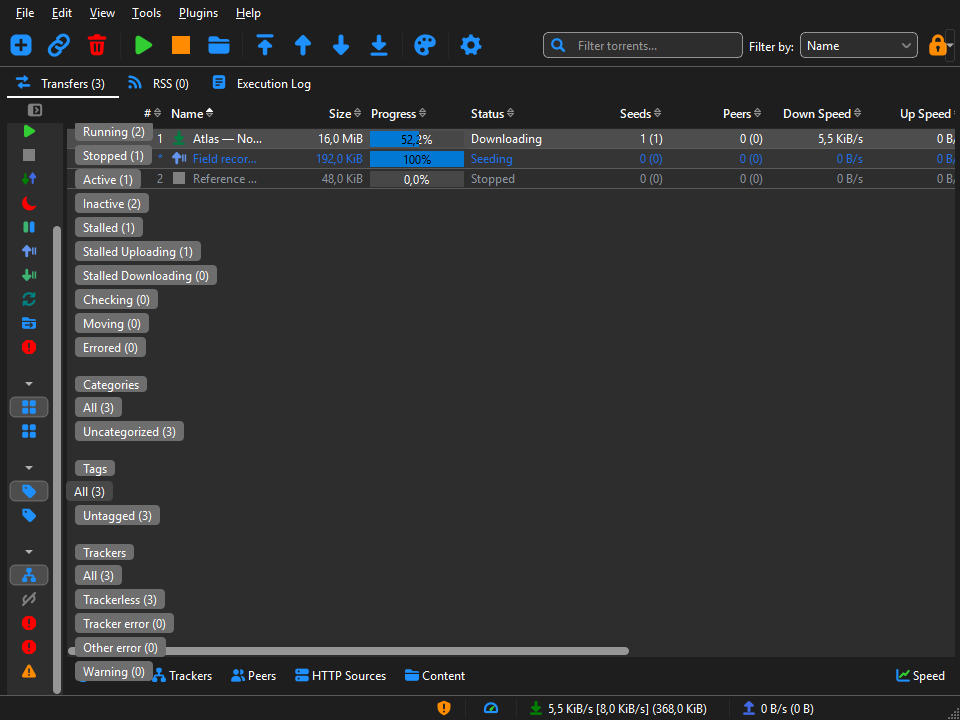 File Edit View Tools Plugins Help
Filter torrents...
Filter by:
Name
Transfers (3)
RSS (0)
Execution Log
# Name Size Progress Status Seeds Peers Down Speed Up Speed
1 Atlas — No... 16,0 MiB 52,2% Downloading 1 (1) 0 (0) 5,5 KiB/s 0 B/
* Field recor... 192,0 KiB 100% Seeding 0 (0) 0 (0) 0 B/s 0 B/
2 Reference ... 48,0 KiB 0,0% Stopped 0 (0) 0 (0) 0 B/s 0 B/
Running (2)
Stopped (1)
Active (1)
Inactive (2)
Stalled (1)
Stalled Uploading (1)
Stalled Downloading (0)
Checking (0)
Moving (0)
Errored (0)
Categories
All (3)
Uncategorized (3)
Tags
All (3)
Untagged (3)
Trackers
All (3)
Trackerless (3)
Tracker error (0)
Other error (0)
Warning (0)
Trackers Peers HTTP Sources Content Speed
5,5 KiB/s [8,0 KiB/s] (368,0 KiB) 0 B/s (0 B)